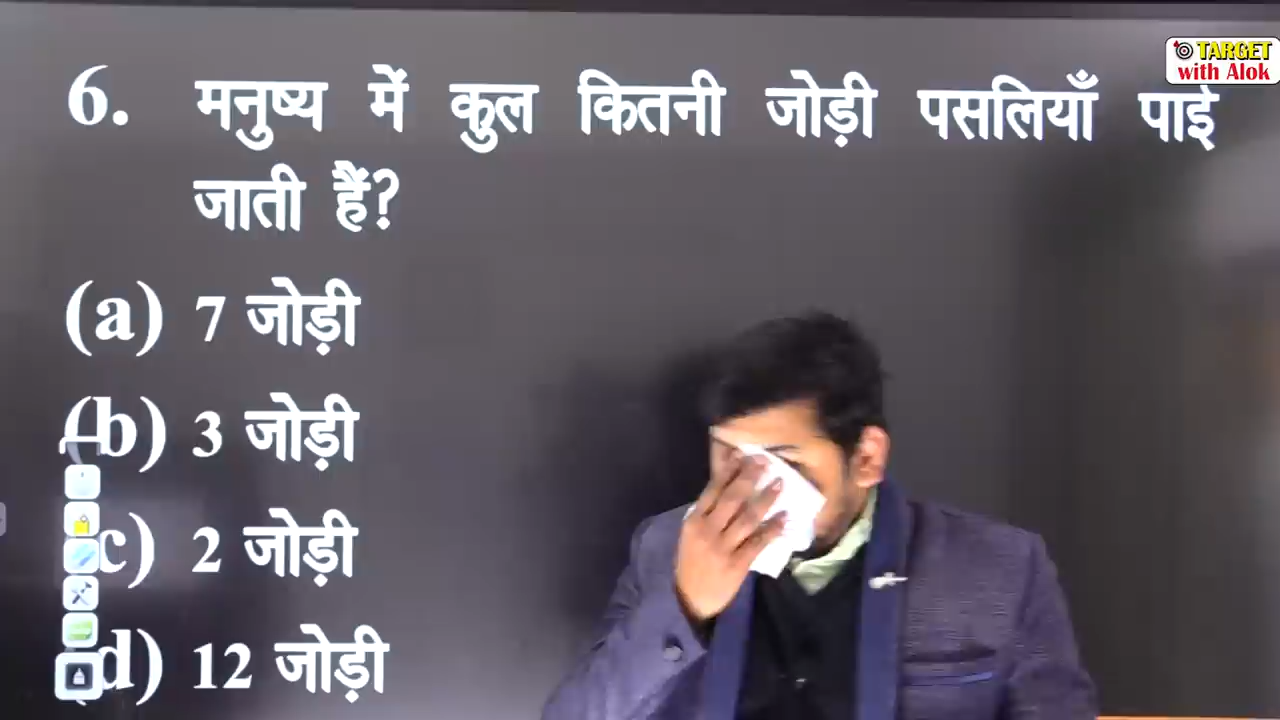 TARGET
with Alok
6. मनुष्य में कुल कितनी जोड़ी पसलियाँ पाई
जाती हैं?
(a) 7 जोड़ी
(b) 3 जोड़ी
(c) 2 जोड़ी
(d) 12 जोड़ी